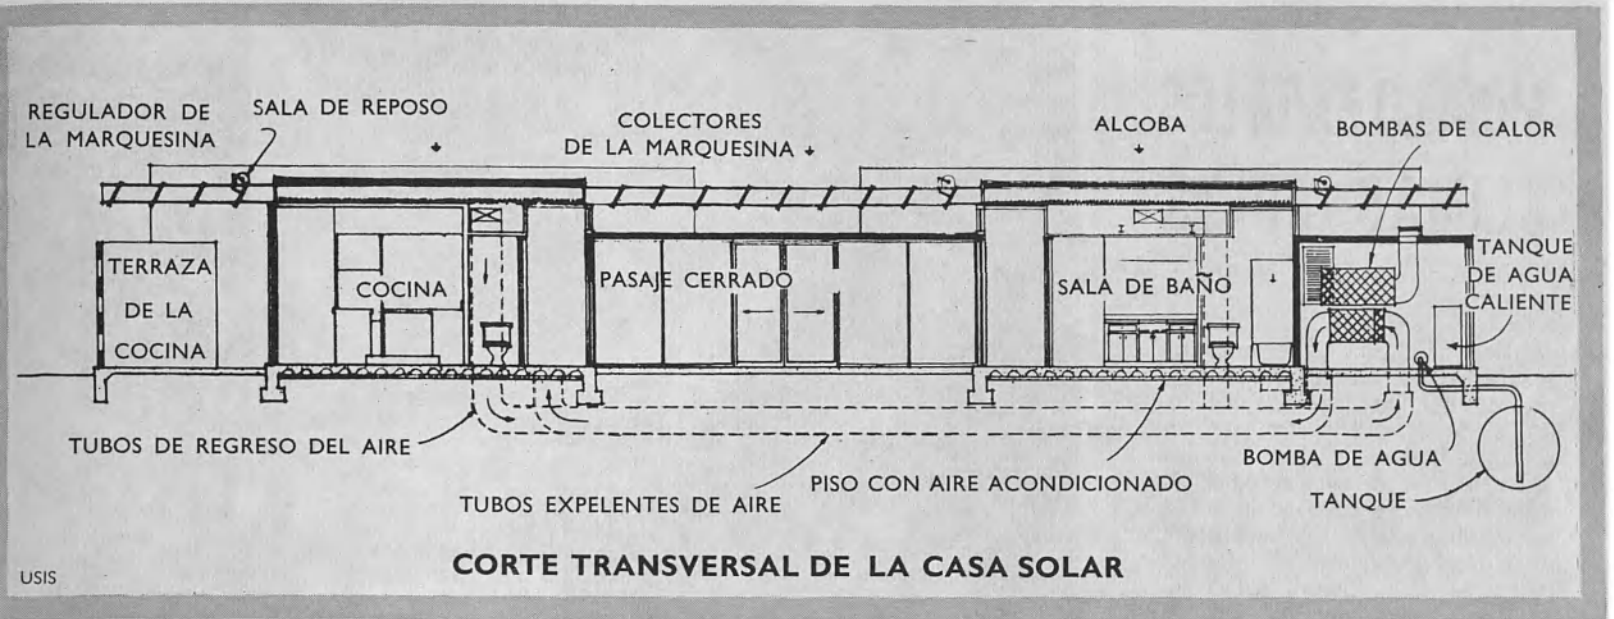 REGULADOR DE
LA MARQUESINA
SALA DE REPOSO
COLECTORES
DE LA MARQUESINA
ALCOBA
BOMBAS DE CALOR
TERRAZA
DE LA
COCINA
COCINA
PASAJE CERRADO
SALA DE BAÑO
TANQUE
DE AGUA
CALIENTE
TUBOS DE REGRESO DEL AIRE
TUBOS EXPELENTES DE AIRE
PISO CON AIRE ACONDICIONADO
BOMBA DE AGUA
TANQUE
CORTE TRANSVERSAL DE LA CASA SOLAR
USIS